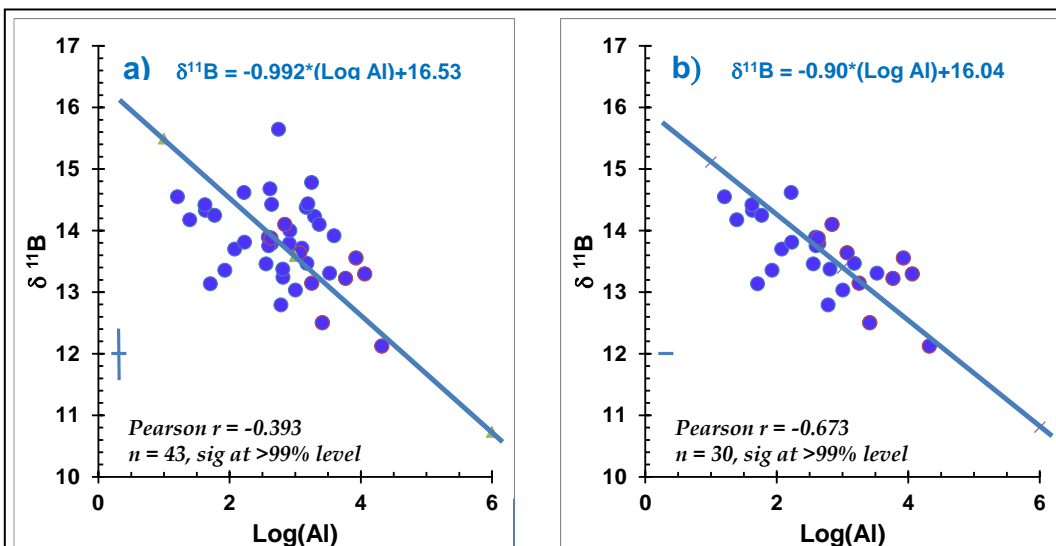 a) δ¹¹B = -0.992*(Log Al)+16.53
17
16
15
14
13
12
11
10
δ ¹¹B
Pearson r = -0.393
n = 43, sig at >99% level
0 2 4 6
Log(Al)
b) δ¹¹B = -0.90*(Log Al)+16.04
17
16
15
14
13
12
11
10
δ ¹¹B
Pearson r = -0.673
n = 30, sig at >99% level
0 2 4 6
Log(Al)